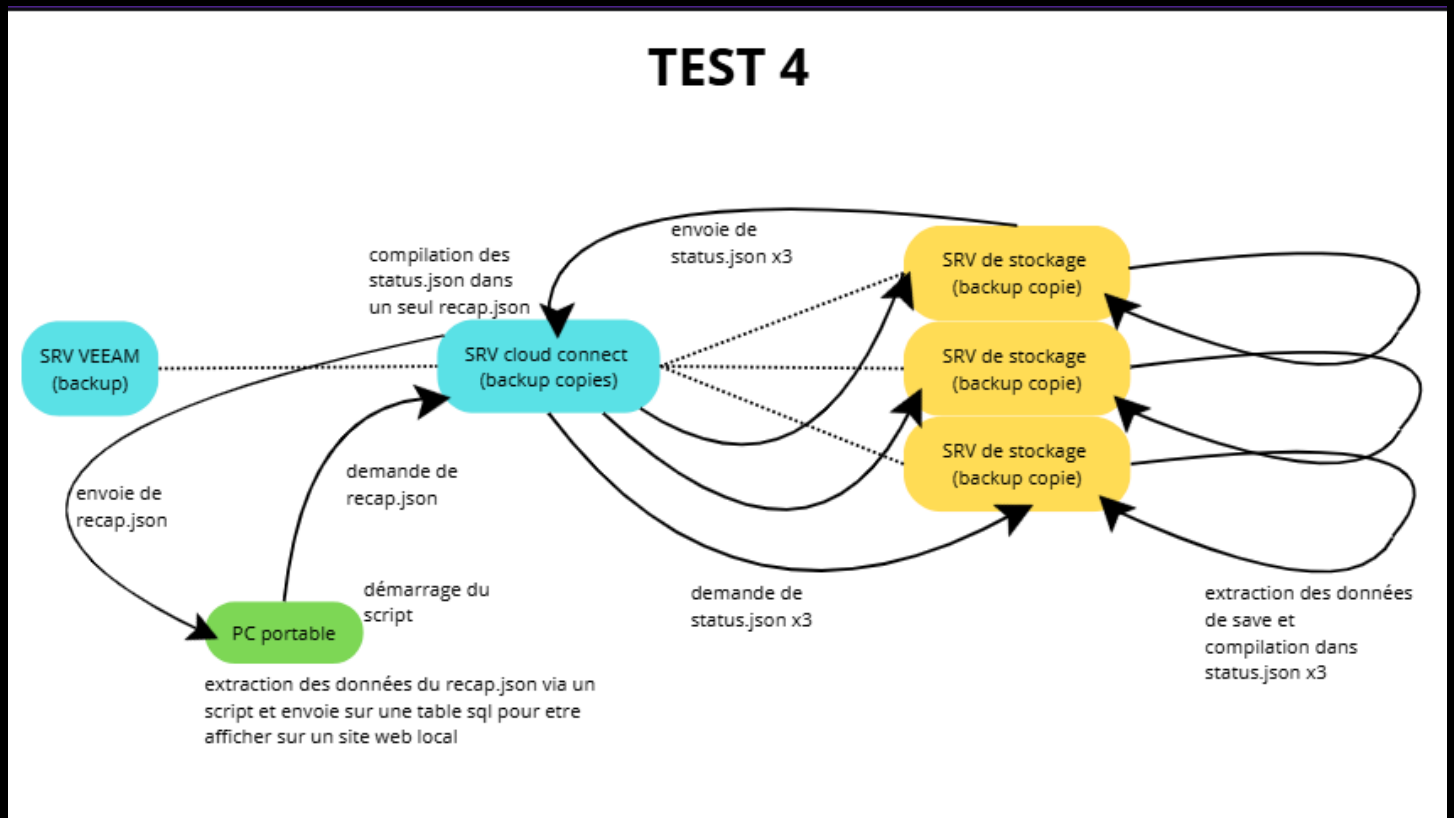 TEST 4
envoie de
status.json x3
compilation des
status.json dans
un seul recap.json
SRV de stockage
(backup copie)
SRV VEEAM
(backup)
SRV cloud connect
(backup copies)
SRV de stockage
(backup copie)
SRV de stockage
(backup copie)
demande de
recap.json
envoie de
recap.json
démarrage du
script
PC portable
demande de
status.json x3
extraction des données
de save et
compilation dans
status.json x3
extraction des données du recap.json via un
script et envoie sur une table sql pour etre
afficher sur un site web local